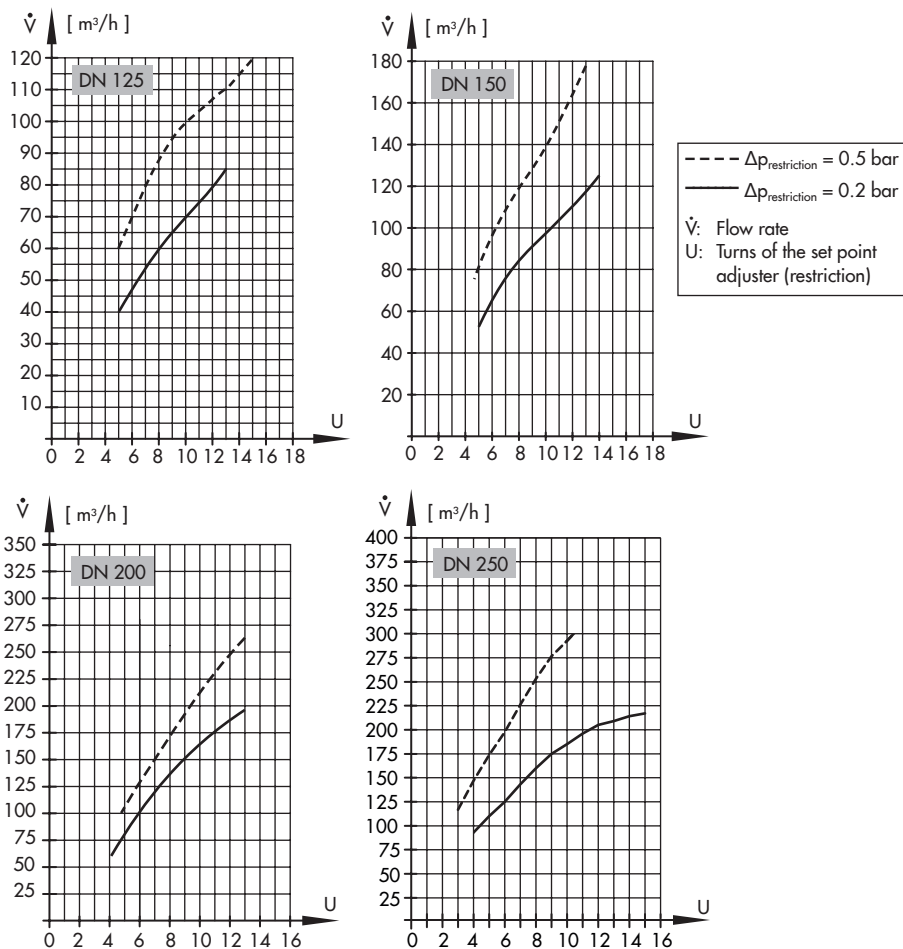 V̇ [ m³/h ]
DN 125
120
110
100
90
80
70
60
50
40
30
20
10
U
0 2 4 6 8 10 12 14 16 18
V̇ [ m³/h ]
DN 150
180
160
140
120
100
80
60
40
20
U
0 2 4 6 8 10 12 14 16 18
Δp restriction = 0.5 bar
Δp restriction = 0.2 bar
V̇: Flow rate
U: Turns of the set point
adjuster (restriction)
V̇ [ m³/h ]
DN 200
350
325
300
275
250
225
200
175
150
125
100
75
50
25
U
0 2 4 6 8 10 12 14 16
V̇ [ m³/h ]
DN 250
400
375
350
325
300
275
250
225
200
175
150
125
100
75
50
25
U
0 2 4 6 8 10 12 14 16